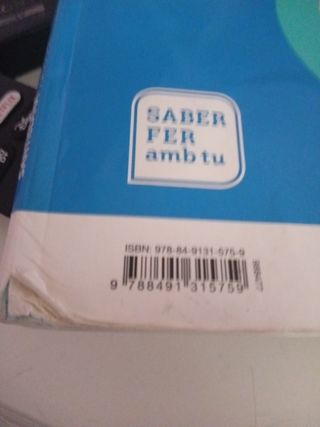 SABER
FER
amb tu
ISBN: 978-84-9131-575-9
9 788491 315759